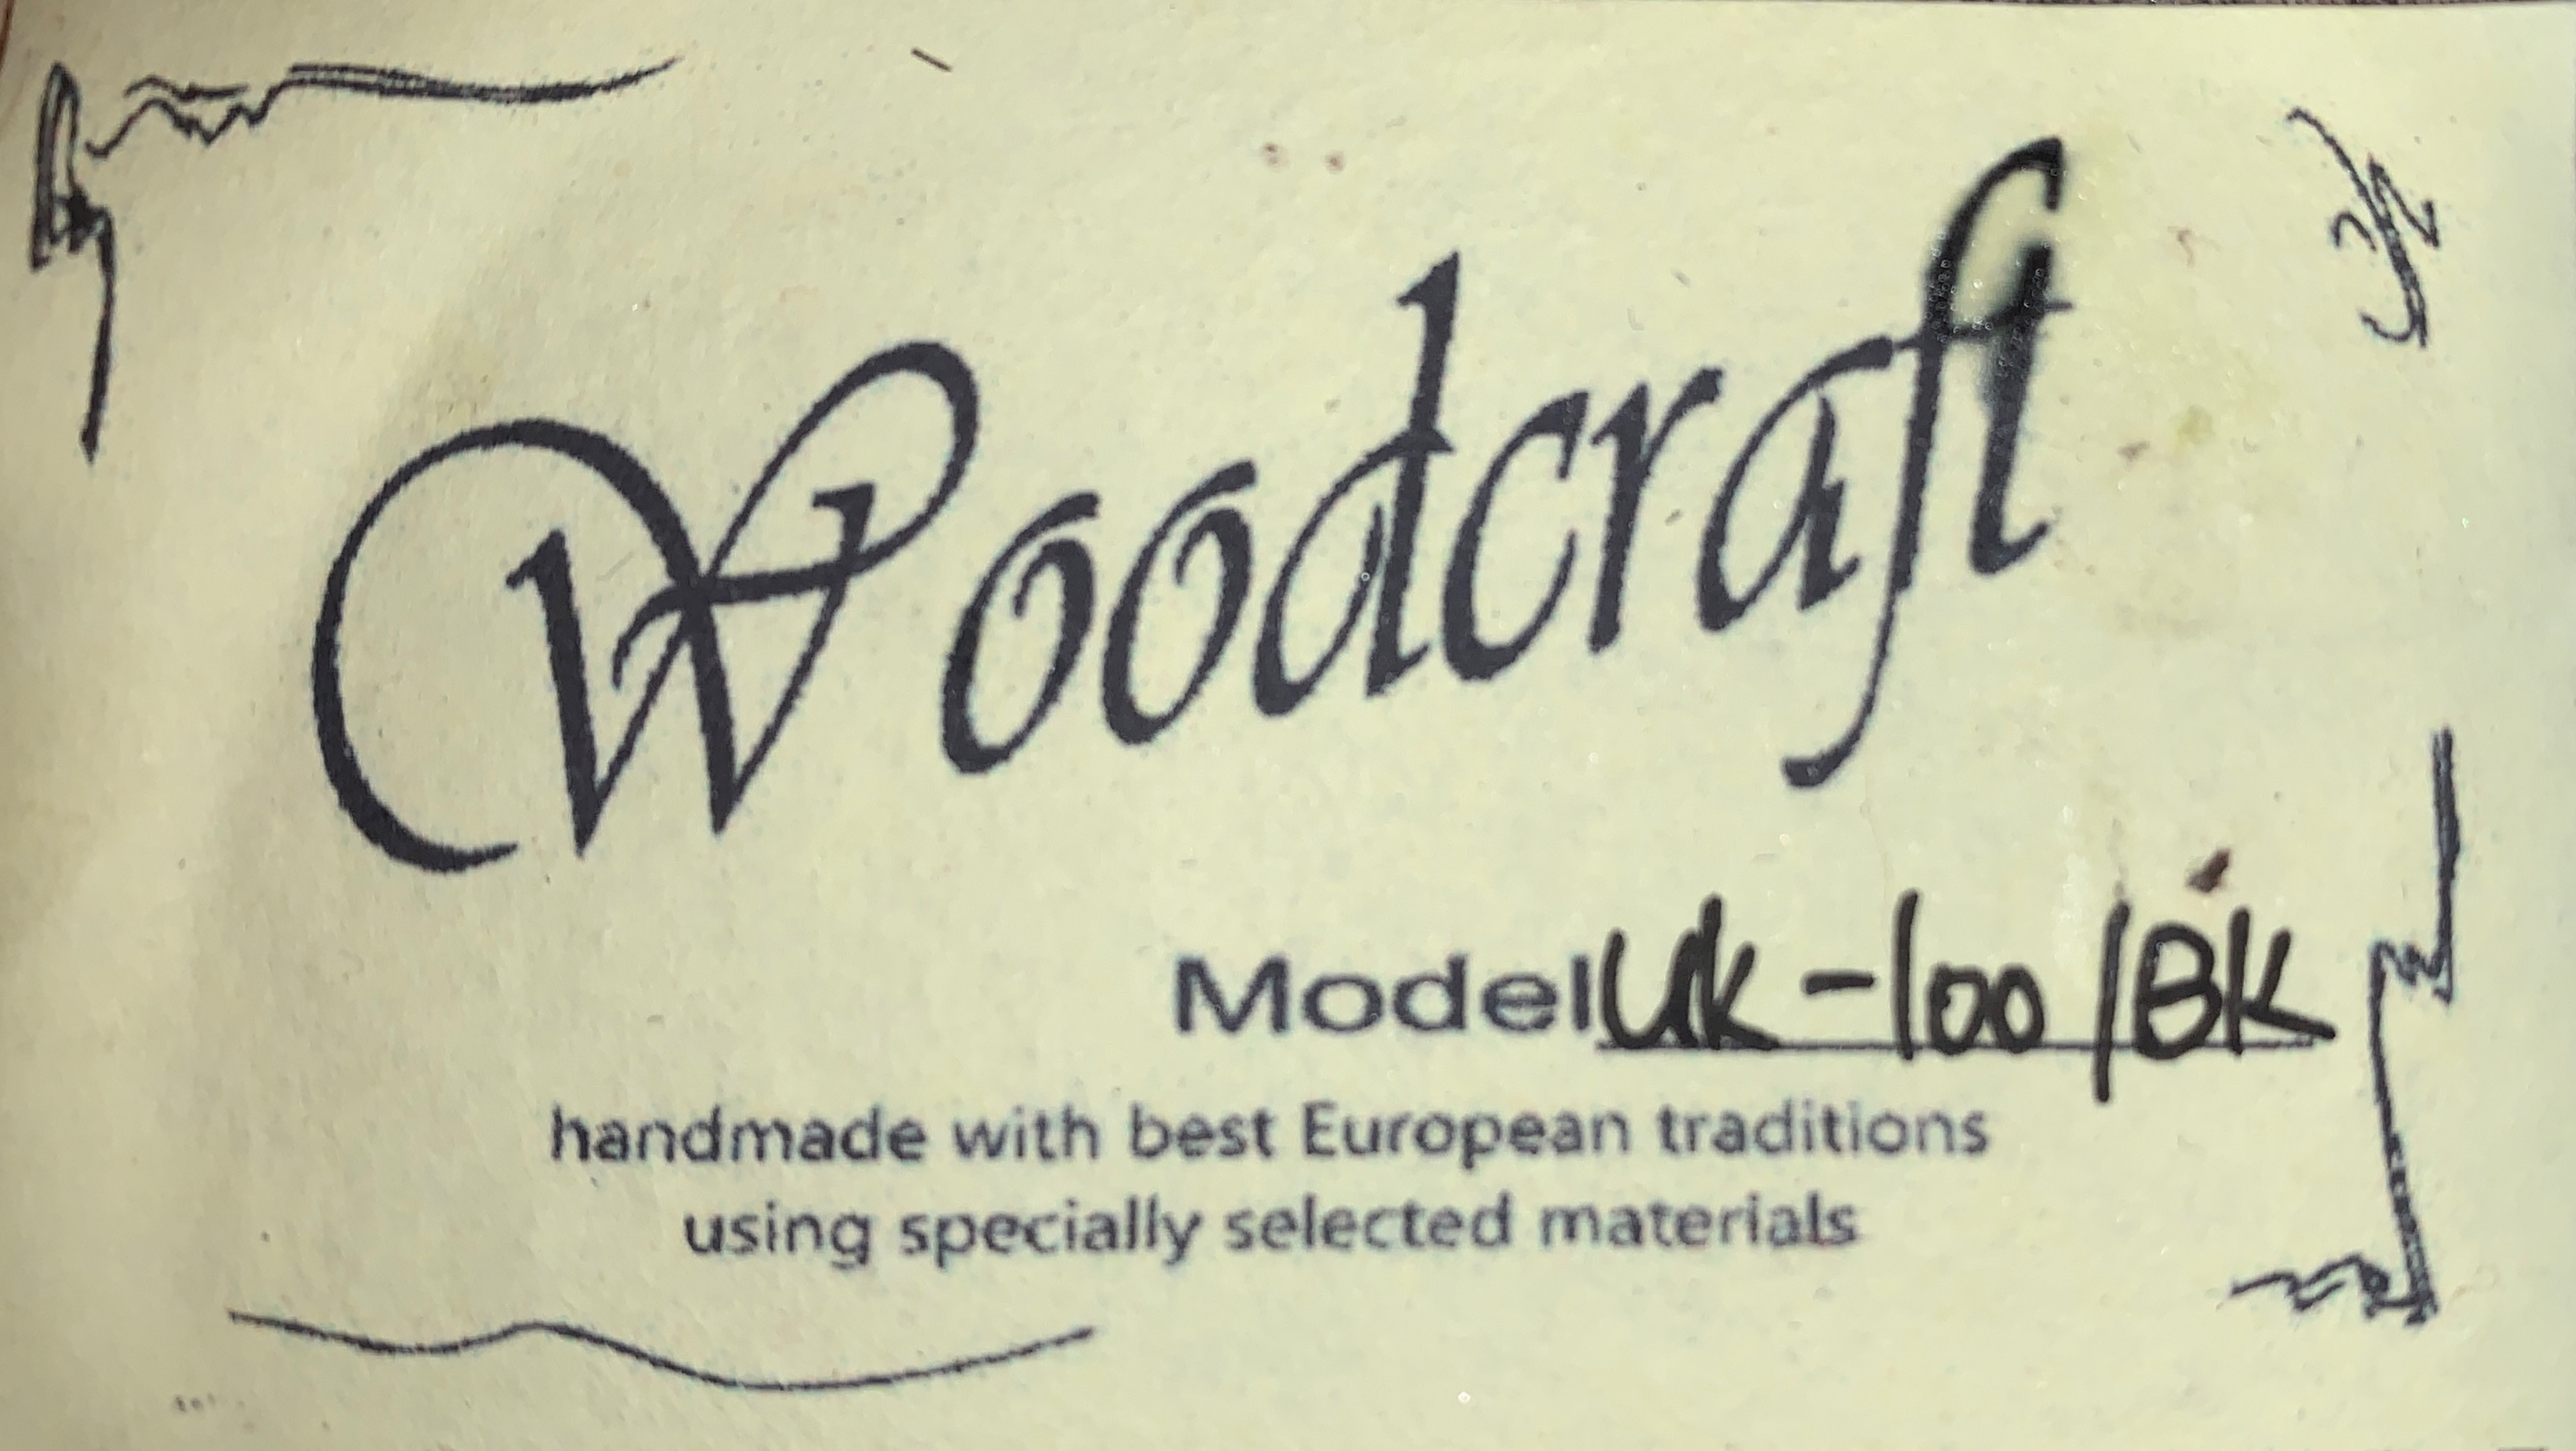 Woodcraft
Model UK-100/BK
handmade with best European traditions
using specially selected materials